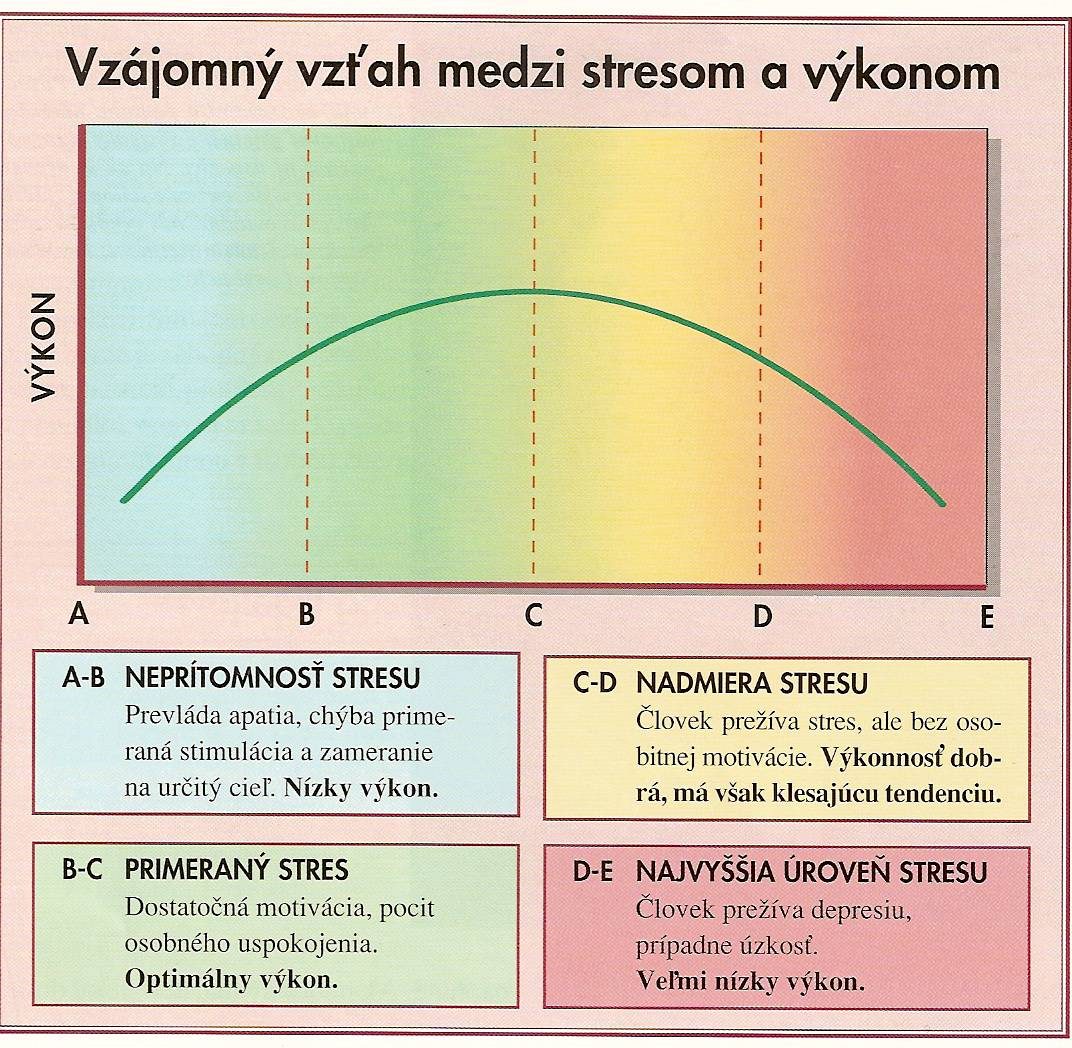 Vzájomný vzťah medzi stresom a výkonom
VÝKON
A B C D E
A-B NEPRÍTOMNOSŤ STRESU
Prevláda apatia, chýba prime-
raná stimulácia a zameranie
na určitý cieľ. Nízky výkon.
B-C PRIMERANÝ STRES
Dostatočná motivácia, pocit
osobného uspokojenia.
Optimálny výkon.
C-D NADMIERA STRESU
Človek prežíva stres, ale bez oso-
bitnej motivácie. Výkonnosť dob-
rá, má však klesajúcu tendenciu.
D-E NAJVYŠŠIA ÚROVEŇ STRESU
Človek prežíva depresiu,
prípadne úzkosť.
Veľmi nízky výkon.